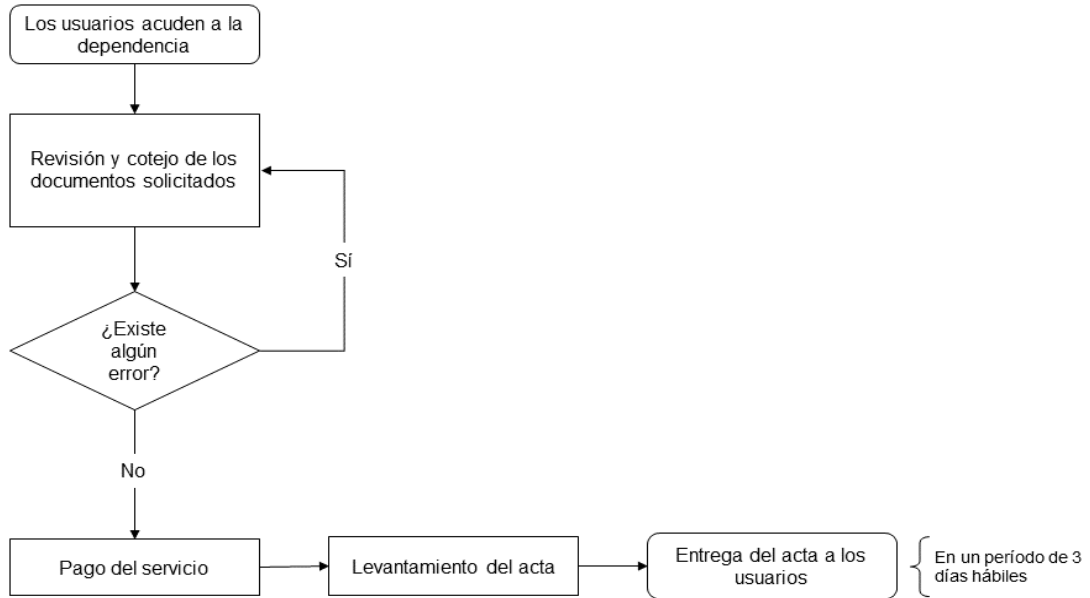 Los usuarios acuden a la
dependencia
Revisión y cotejo de los
documentos solicitados
Sí
¿Existe
algún
error?
No
Pago del servicio
Levantamiento del acta
Entrega del acta a los
usuarios
En un período de 3
días hábiles